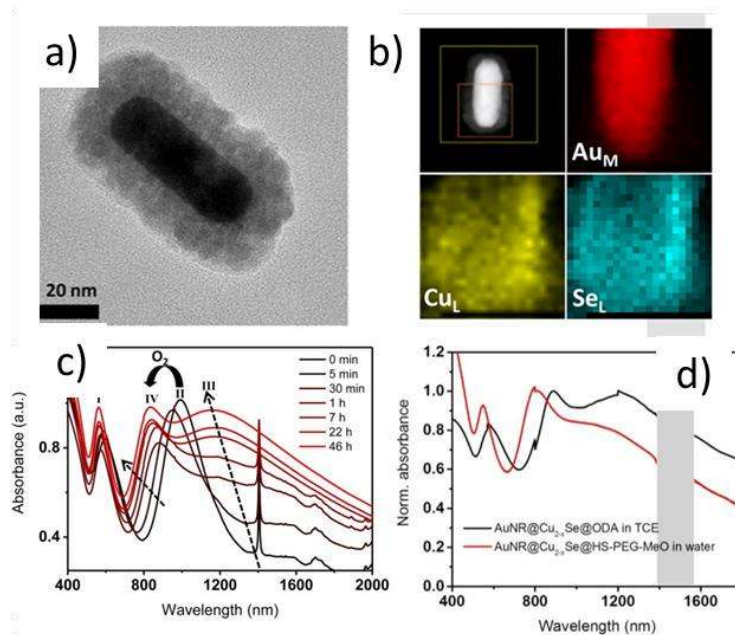 a)
20 nm
b)
Au_M
Cu_L
Se_L
c)
O₂
I
IV
II
III
0 min
5 min
30 min
1 h
7 h
22 h
46 h
0.8
0.4
Absorbance (a.u.)
400 800 1200 1600 2000
Wavelength (nm)
d)
1.2
1.0
0.8
0.6
0.4
0.2
0.0
Norm. absorbance
AuNR@Cu₂₋ₓSe@ODA in TCE
AuNR@Cu₂₋ₓSe@HS-PEG-MeO in water
400 800 1200 1600
Wavelength (nm)